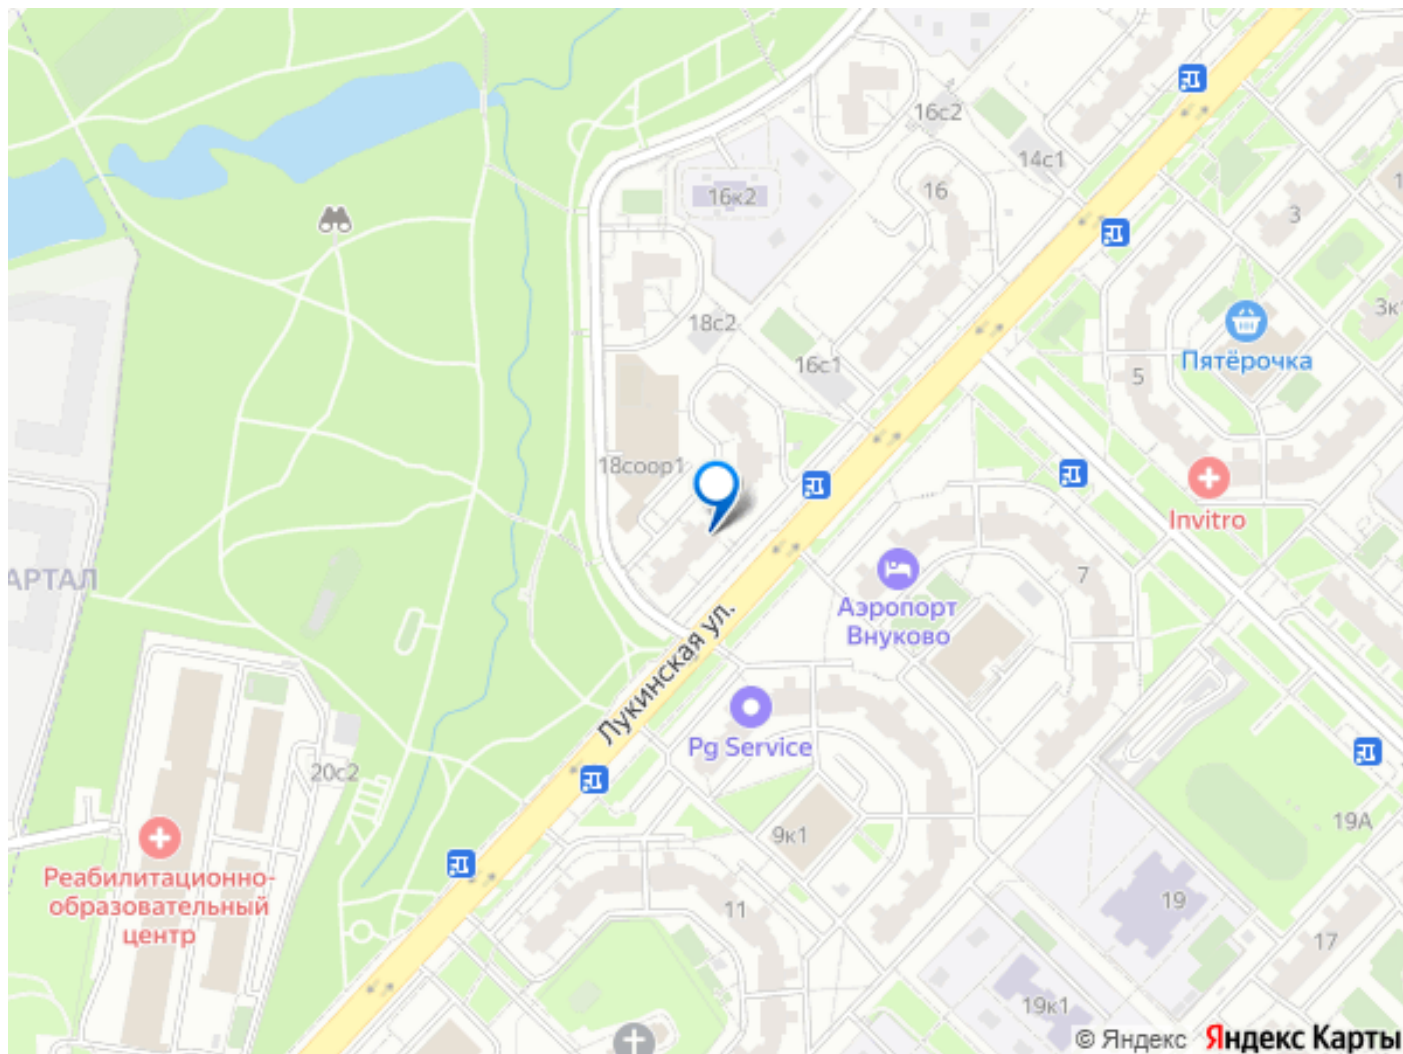 16с2
14с1
16к2
16
3
18с2
3к1
Пятёрочка
16с1
5
18соор1
Invitro
АРТАЛ
7
Аэропорт
Внуково
Лукинская ул.
Pg Service
20с2
9к1
19А
Реабилитационно-
образовательный
центр
19
11
17
19к1
© Яндекс Яндекс Карты